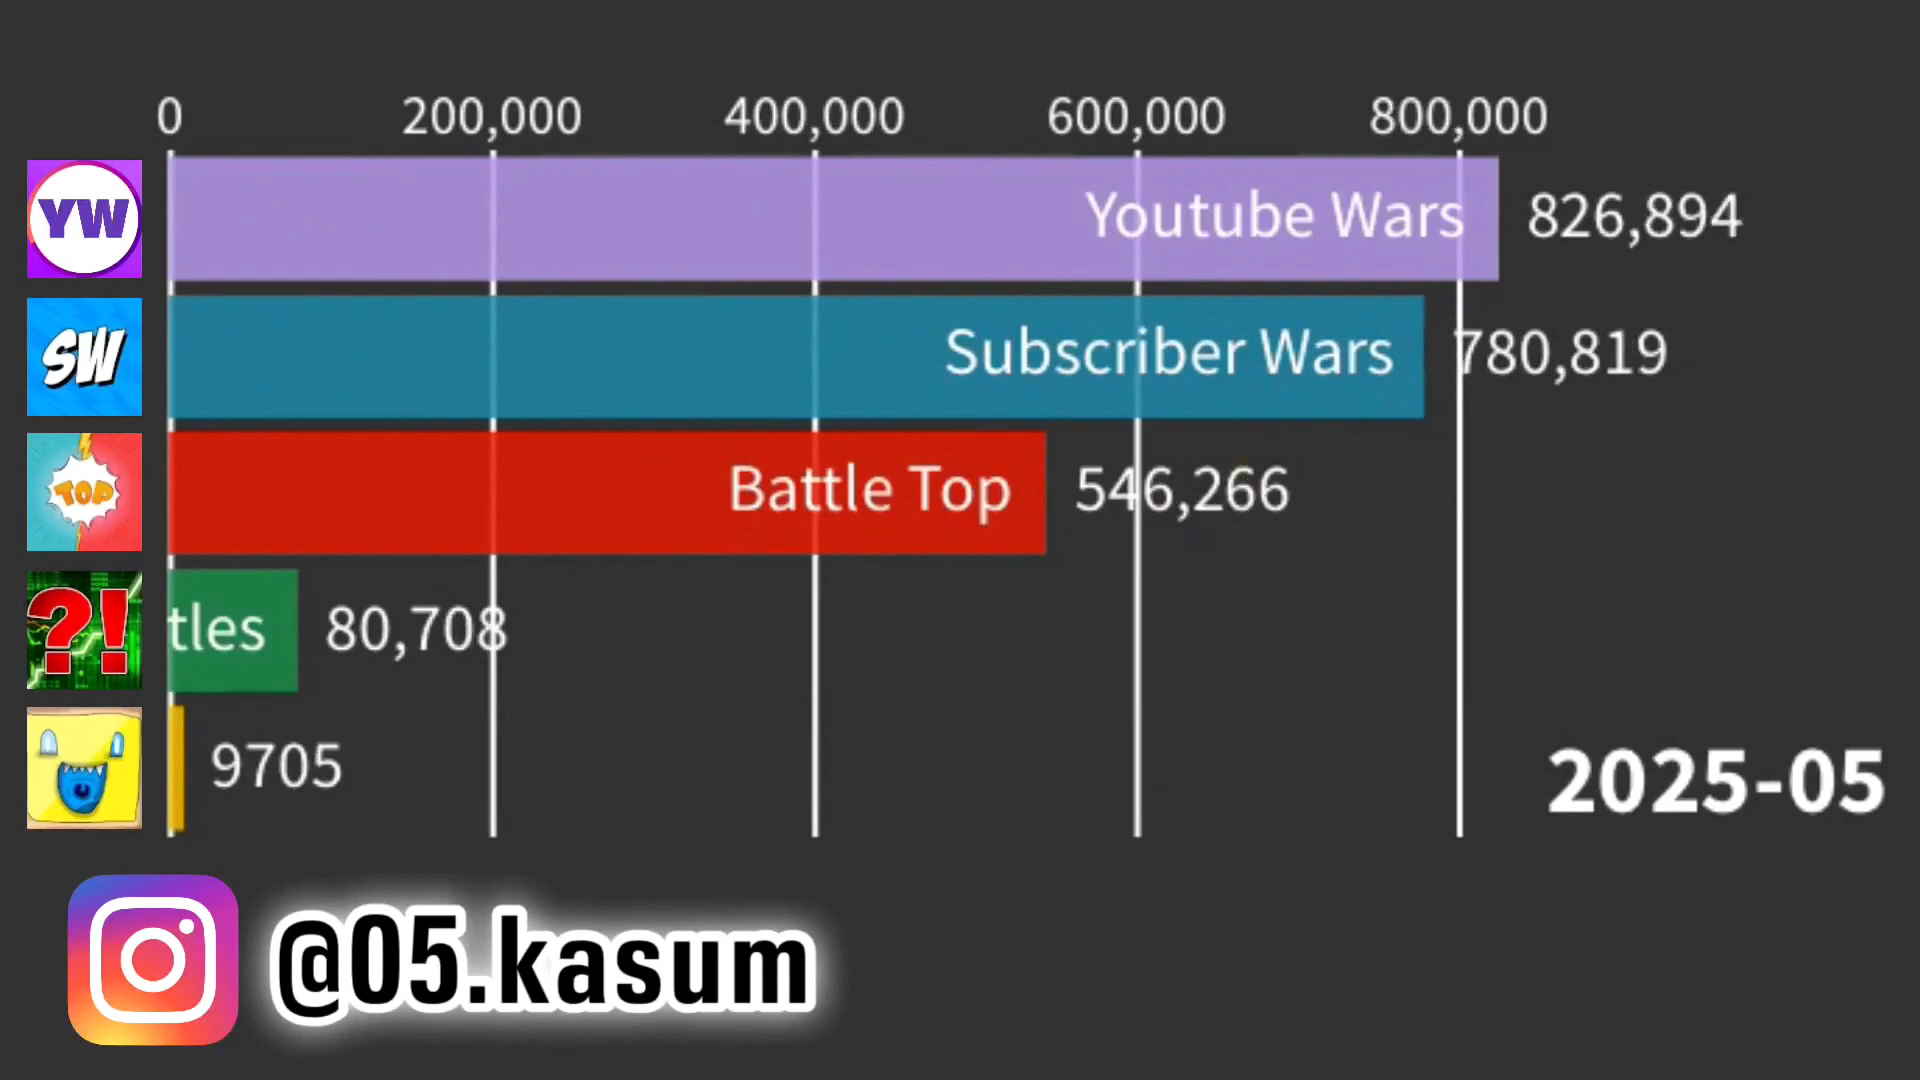 0 200,000 400,000 600,000 800,000
YW Youtube Wars 826,894
SW Subscriber Wars 780,819
TOP Battle Top 546,266
?! tles 80,708
9705
2025-05
@05.kasum